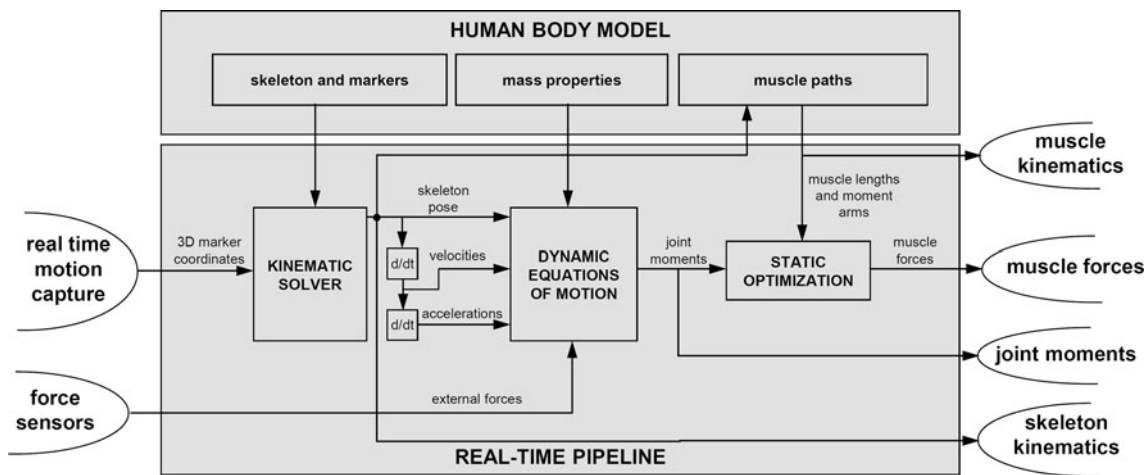 HUMAN BODY MODEL
skeleton and markers
mass properties
muscle paths
muscle
kinematics
muscle lengths
and moment
arms
skeleton
pose
real time
motion
capture
3D marker
coordinates
KINEMATIC
SOLVER
d/dt
velocities
d/dt
accelerations
DYNAMIC
EQUATIONS
OF MOTION
joint
moments
STATIC
OPTIMIZATION
muscle
forces
muscle forces
joint moments
force
sensors
external forces
skeleton
kinematics
REAL-TIME PIPELINE